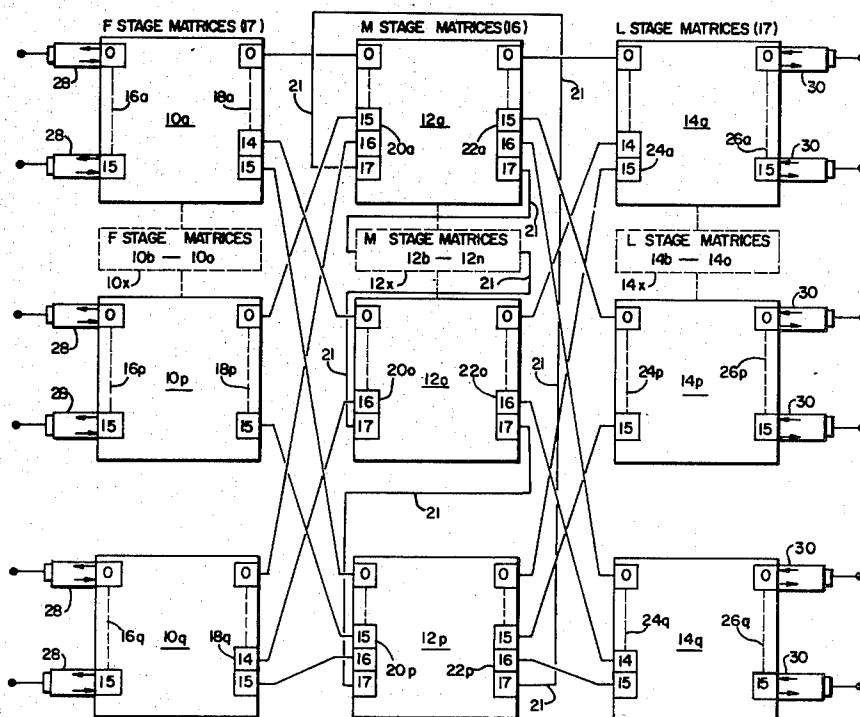 F STAGE MATRICES (17)
M STAGE MATRICES (16)
L STAGE MATRICES (17)
28 0 0 0 0 0 0 30
16a 18a 21 21 26a
10a 12a 14a
28 15 14 15 15 20a 22a 15 14 24a 30
15 16 16 15 15
17 17
21
F STAGE MATRICES
10b — 10o
10x
M STAGE MATRICES
12b — 12n
12x
21
L STAGE MATRICES
14b — 14o
14x
21
28 0 0 0 0 0 0 30
16p 10p 18p 21 20o 12o 22o 21 24p 14p 26p
28 15 15 16 16 15 15 30
17 17
21
28 0 0 0 0 0 0 30
16q 10q 18q 12p 24q 14q 26q
28 14 15 15 14 30
15 15 16 20p 22p 16 15 15
17 17 21